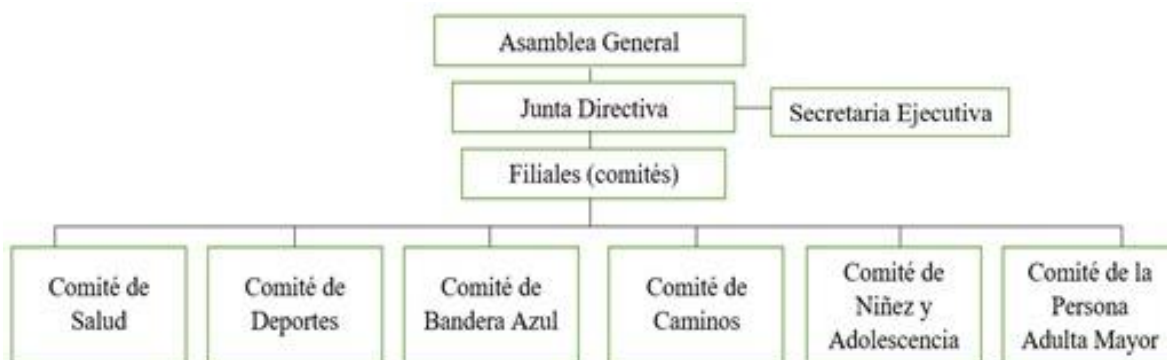 Asamblea General
Junta Directiva
Secretaria Ejecutiva
Filiales (comités)
Comité de
Salud
Comité de
Deportes
Comité de
Bandera Azul
Comité de
Caminos
Comité de
Niñez y
Adolescencia
Comité de la
Persona
Adulta Mayor